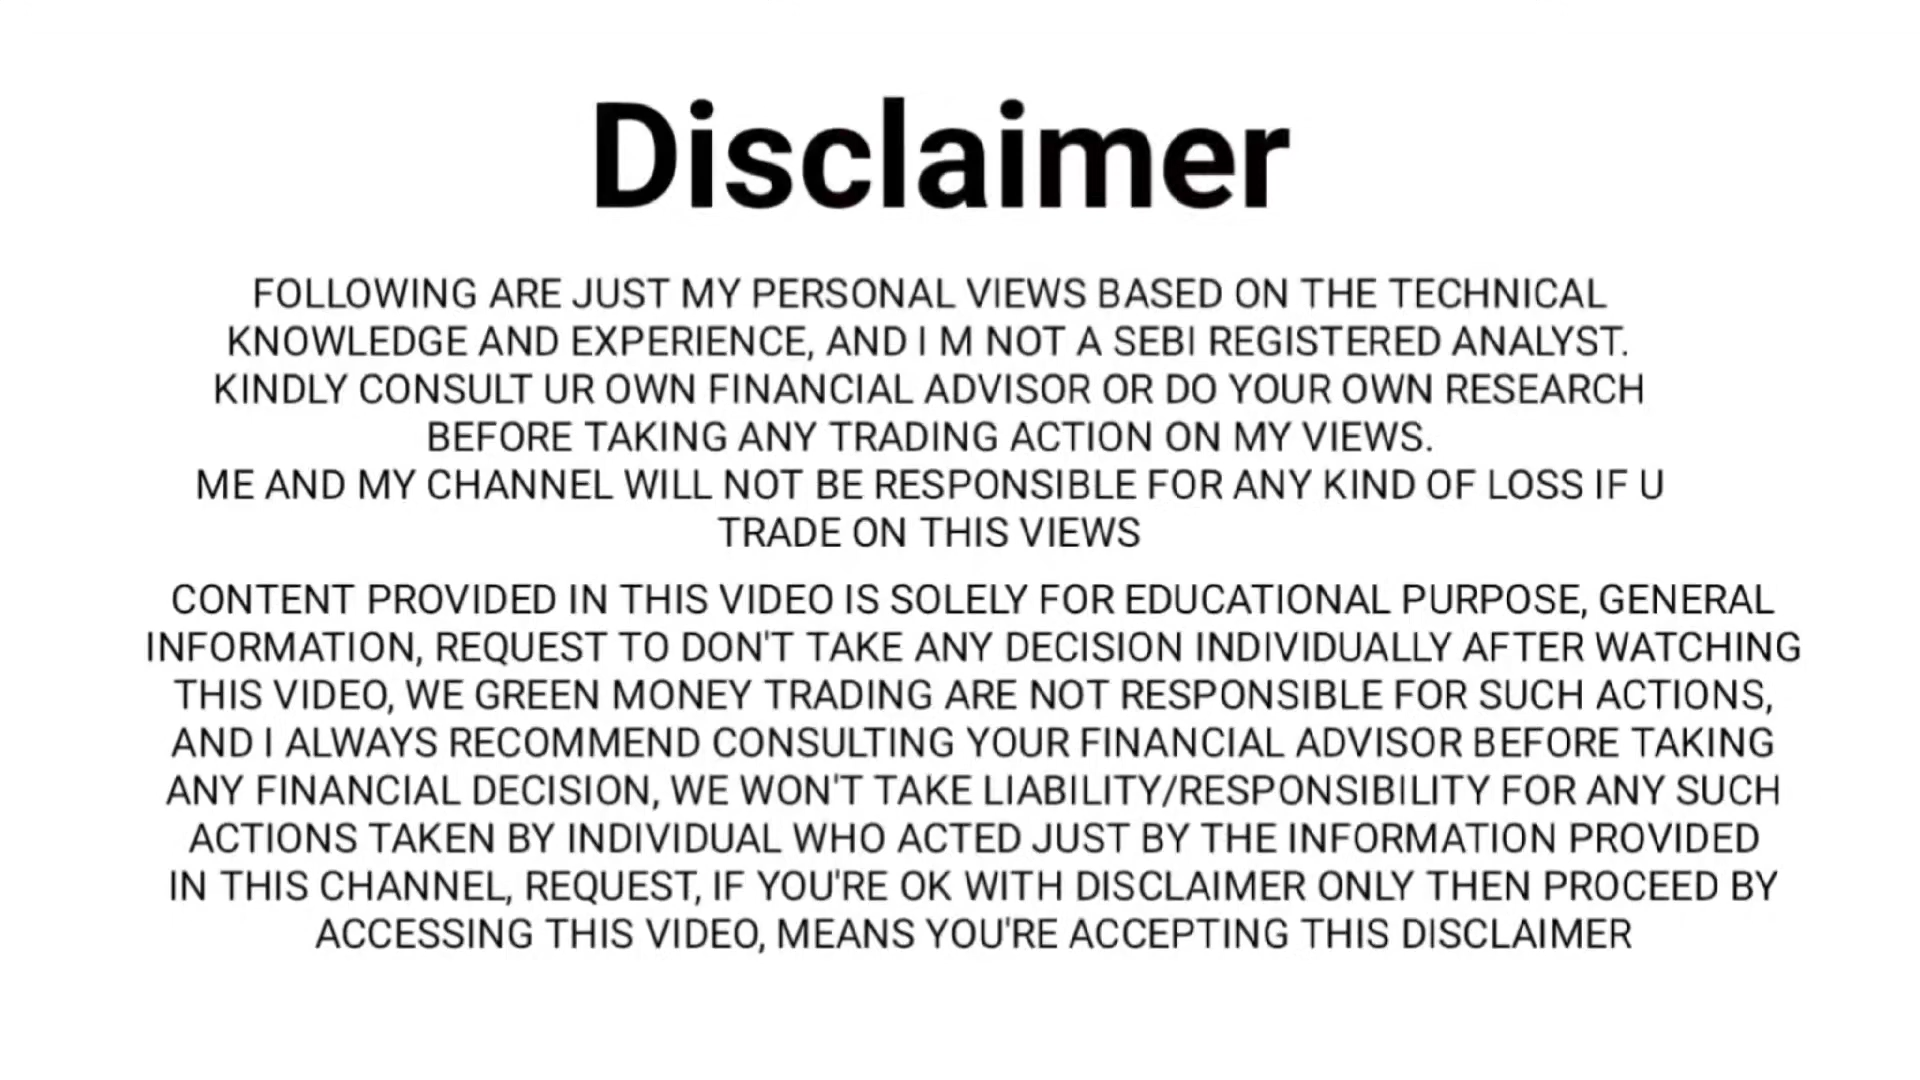 Disclaimer
FOLLOWING ARE JUST MY PERSONAL VIEWS BASED ON THE TECHNICAL
KNOWLEDGE AND EXPERIENCE, AND I M NOT A SEBI REGISTERED ANALYST.
KINDLY CONSULT UR OWN FINANCIAL ADVISOR OR DO YOUR OWN RESEARCH
BEFORE TAKING ANY TRADING ACTION ON MY VIEWS.
ME AND MY CHANNEL WILL NOT BE RESPONSIBLE FOR ANY KIND OF LOSS IF U
TRADE ON THIS VIEWS
CONTENT PROVIDED IN THIS VIDEO IS SOLELY FOR EDUCATIONAL PURPOSE, GENERAL
INFORMATION, REQUEST TO DON'T TAKE ANY DECISION INDIVIDUALLY AFTER WATCHING
THIS VIDEO, WE GREEN MONEY TRADING ARE NOT RESPONSIBLE FOR SUCH ACTIONS,
AND I ALWAYS RECOMMEND CONSULTING YOUR FINANCIAL ADVISOR BEFORE TAKING
ANY FINANCIAL DECISION, WE WON'T TAKE LIABILITY/RESPONSIBILITY FOR ANY SUCH
ACTIONS TAKEN BY INDIVIDUAL WHO ACTED JUST BY THE INFORMATION PROVIDED
IN THIS CHANNEL, REQUEST, IF YOU'RE OK WITH DISCLAIMER ONLY THEN PROCEED BY
ACCESSING THIS VIDEO, MEANS YOU'RE ACCEPTING THIS DISCLAIMER